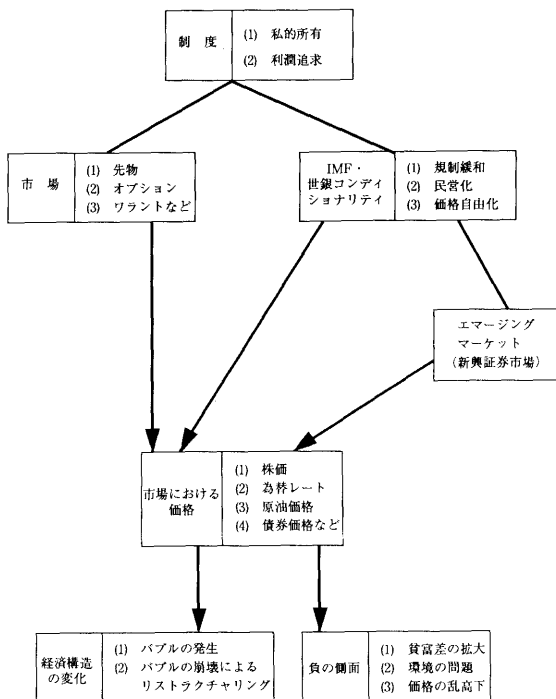 制度
(1) 私的所有
(2) 利潤追求
市場
(1) 先物
(2) オプション
(3) ワラントなど
IMF・
世銀コンディ
ショナリティ
(1) 規制緩和
(2) 民営化
(3) 価格自由化
エマージング
マーケット
(新興証券市場)
市場における
価格
(1) 株価
(2) 為替レート
(3) 原油価格
(4) 債券価格など
経済構造
の変化
(1) バブルの発生
(2) バブルの崩壊による
リストラクチャリング
負の側面
(1) 貧富差の拡大
(2) 環境の問題
(3) 価格の乱高下